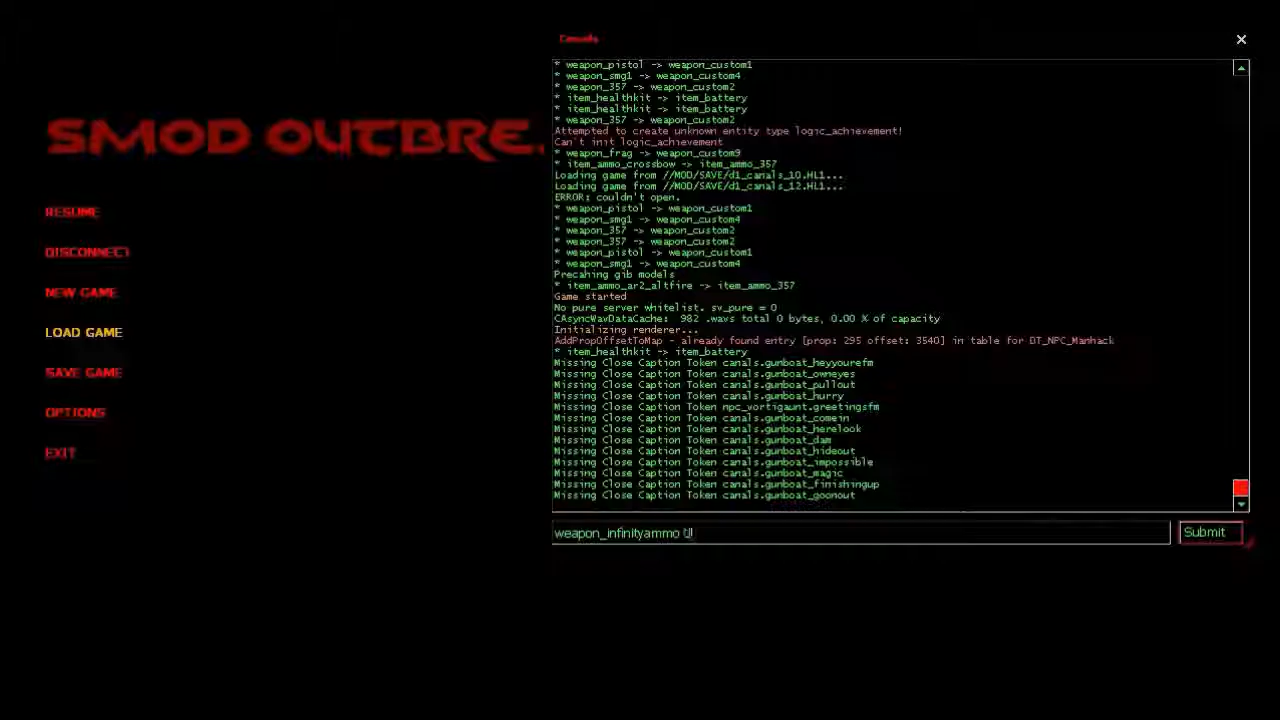 Console
SMOD OUTBRE.
RESUME
DISCONNECT
NEW GAME
LOAD GAME
SAVE GAME
OPTIONS
EXIT
* weapon_pistol -> weapon_custom1
* weapon_smg1 -> weapon_custom4
* weapon_357 -> weapon_custom2
* item_healthkit -> item_battery
* item_healthkit -> item_battery
* weapon_357 -> weapon_custom2
Attempted to create unknown entity type logic_achievement!
Can't init logic_achievement
* weapon_frag -> weapon_custom9
* item_ammo_crossbow -> item_ammo_357
Loading game from //MOD/SAVE/d1_canals_10.HL1...
Loading game from //MOD/SAVE/d1_canals_12.HL1...
ERROR: couldn't open.
* weapon_pistol -> weapon_custom1
* weapon_smg1 -> weapon_custom4
* weapon_357 -> weapon_custom2
* weapon_357 -> weapon_custom2
* weapon_pistol -> weapon_custom1
* weapon_smg1 -> weapon_custom4
Precahing gib models
* item_ammo_ar2_altfire -> item_ammo_357
Game started
No pure server whitelist. sv_pure = 0
CAsyncWavDataCache:  982 .wavs total 0 bytes, 0.00 % of capacity
Initializing renderer...
AddPropOffsetToMap - already found entry [prop: 295 offset: 3540] in table for DT_NPC_Manhack
* item_healthkit -> item_battery
Missing Close Caption Token canals.gunboat_heyyourefm
Missing Close Caption Token canals.gunboat_owneyes
Missing Close Caption Token canals.gunboat_pullout
Missing Close Caption Token canals.gunboat_hurry
Missing Close Caption Token npc_vortigaunt.greetingsfm
Missing Close Caption Token canals.gunboat_comein
Missing Close Caption Token canals.gunboat_herelook
Missing Close Caption Token canals.gunboat_dam
Missing Close Caption Token canals.gunboat_hideout
Missing Close Caption Token canals.gunboat_impossible
Missing Close Caption Token canals.gunboat_magic
Missing Close Caption Token canals.gunboat_finishingup
Missing Close Caption Token canals.gunboat_goonout
weapon_infinityammo
Submit